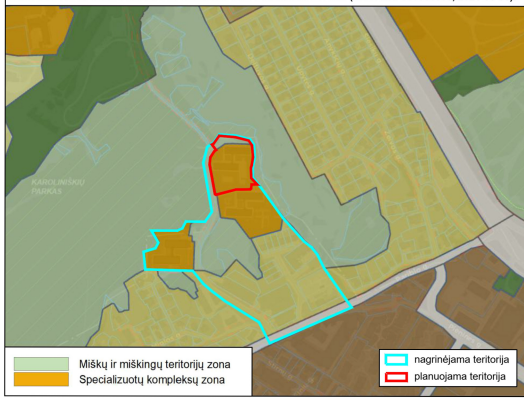 KAROLINIŠKIŲ
PARKAS
Miškų ir miškingų teritorijų zona
Specializuotų kompleksų zona
nagrinėjama teritorija
planuojama teritorija